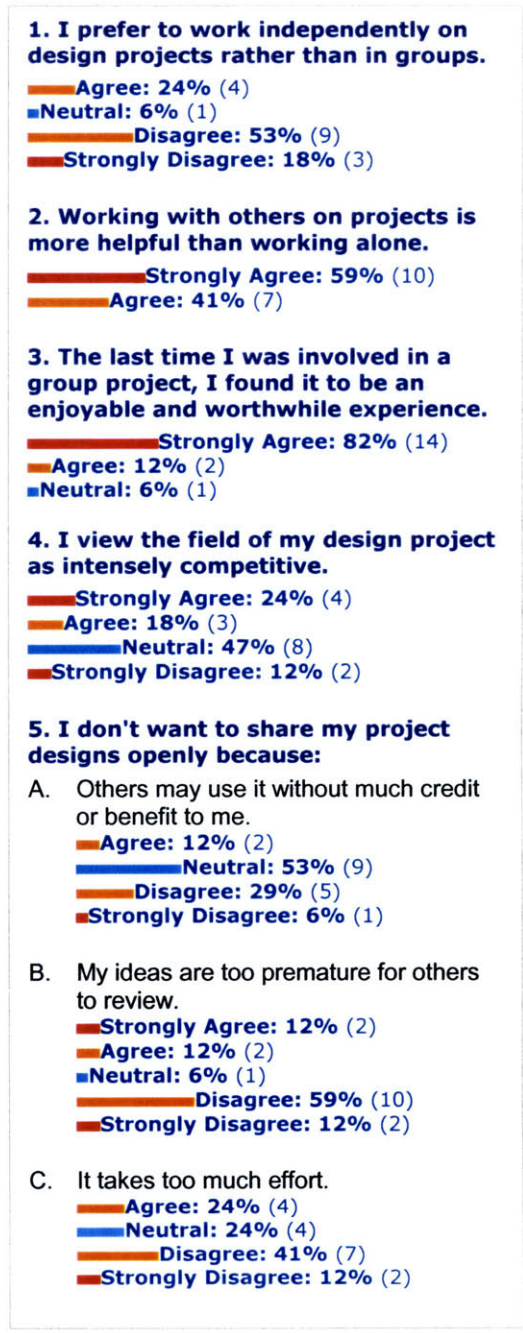 1. I prefer to work independently on
design projects rather than in groups.
Agree: 24% (4)
Neutral: 6% (1)
Disagree: 53% (9)
Strongly Disagree: 18% (3)
2. Working with others on projects is
more helpful than working alone.
Strongly Agree: 59% (10)
Agree: 41% (7)
3. The last time I was involved in a
group project, I found it to be an
enjoyable and worthwhile experience.
Strongly Agree: 82% (14)
Agree: 12% (2)
Neutral: 6% (1)
4. I view the field of my design project
as intensely competitive.
Strongly Agree: 24% (4)
Agree: 18% (3)
Neutral: 47% (8)
Strongly Disagree: 12% (2)
5. I don't want to share my project
designs openly because:
A. Others may use it without much credit
or benefit to me.
Agree: 12% (2)
Neutral: 53% (9)
Disagree: 29% (5)
Strongly Disagree: 6% (1)
B. My ideas are too premature for others
to review.
Strongly Agree: 12% (2)
Agree: 12% (2)
Neutral: 6% (1)
Disagree: 59% (10)
Strongly Disagree: 12% (2)
C. It takes too much effort.
Agree: 24% (4)
Neutral: 24% (4)
Disagree: 41% (7)
Strongly Disagree: 12% (2)